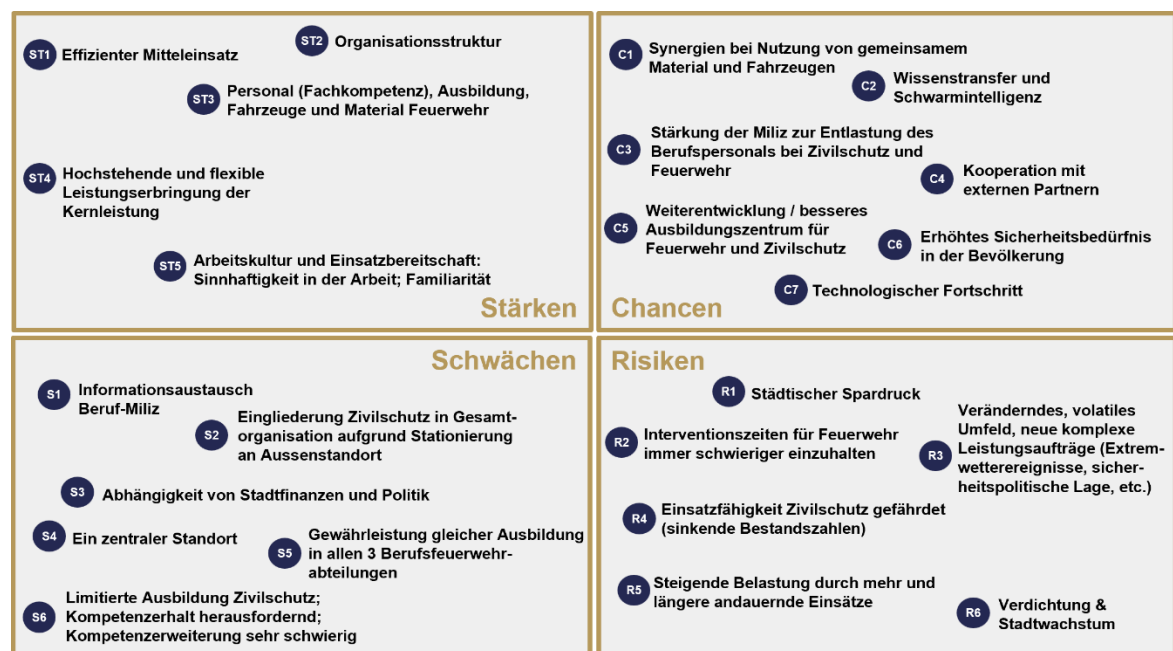 ST1
Effizienter Mitteleinsatz
ST2
Organisationsstruktur
ST3
Personal (Fachkompetenz), Ausbildung,
Fahrzeuge und Material Feuerwehr
ST4
Hochstehende und flexible
Leistungserbringung der
Kernleistung
ST5
Arbeitskultur und Einsatzbereitschaft:
Sinnhaftigkeit in der Arbeit; Familiarität
Stärken
C1
Synergien bei Nutzung von gemeinsamem
Material und Fahrzeugen
C2
Wissenstransfer und
Schwarmintelligenz
C3
Stärkung der Miliz zur Entlastung des
Berufspersonals bei Zivilschutz und
Feuerwehr
C4
Kooperation mit
externen Partnern
C5
Weiterentwicklung / besseres
Ausbildungszentrum für
Feuerwehr und Zivilschutz
C6
Erhöhtes Sicherheitsbedürfnis
in der Bevölkerung
C7
Technologischer Fortschritt
Chancen
Schwächen
S1
Informationsaustausch
Beruf-Miliz
S2
Eingliederung Zivilschutz in Gesamt-
organisation aufgrund Stationierung
an Aussenstandort
S3
Abhängigkeit von Stadtfinanzen und Politik
S4
Ein zentraler Standort
S5
Gewährleistung gleicher Ausbildung
in allen 3 Berufsfeuerwehr-
abteilungen
S6
Limitierte Ausbildung Zivilschutz;
Kompetenzerhalt herausfordernd;
Kompetenzerweiterung sehr schwierig
Risiken
R1
Städtischer Spardruck
R2
Interventionszeiten für Feuerwehr
immer schwieriger einzuhalten
R3
Veränderndes, volatiles
Umfeld, neue komplexe
Leistungsaufträge (Extrem-
wetterereignisse, sicher-
heitspolitische Lage, etc.)
R4
Einsatzfähigkeit Zivilschutz gefährdet
(sinkende Bestandszahlen)
R5
Steigende Belastung durch mehr und
längere andauernde Einsätze
R6
Verdichtung &
Stadtwachstum